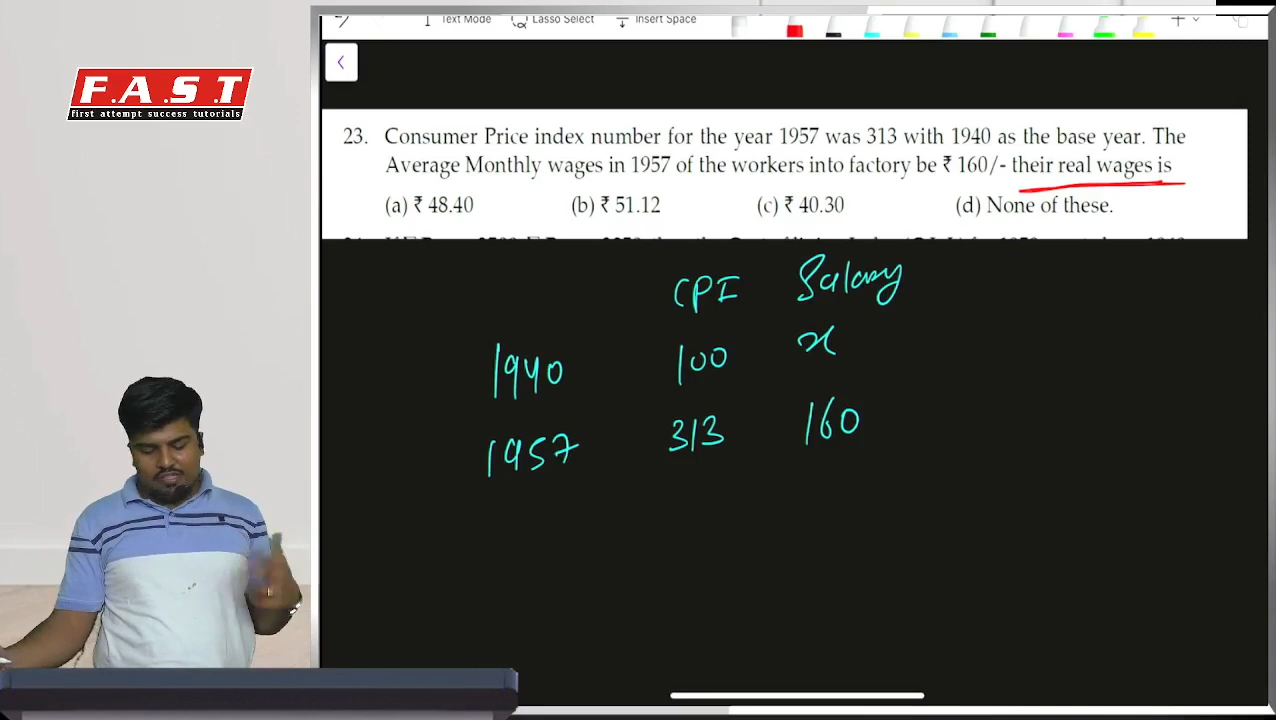 F.A.S.T
first attempt success tutorials
Text Mode Lasso Select Insert Space
23. Consumer Price index number for the year 1957 was 313 with 1940 as the base year. The
Average Monthly wages in 1957 of the workers into factory be ₹ 160/- their real wages is
(a) ₹ 48.40 (b) ₹ 51.12 (c) ₹ 40.30 (d) None of these.
CPI Salary
1940 100 x
1957 313 160